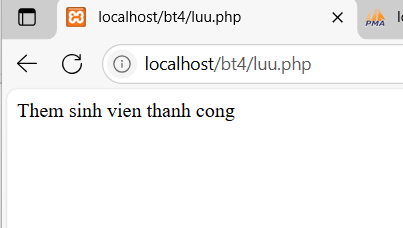 localhost/bt4/luu.php
PMA
localhost/bt4/luu.php
Them sinh vien thanh cong